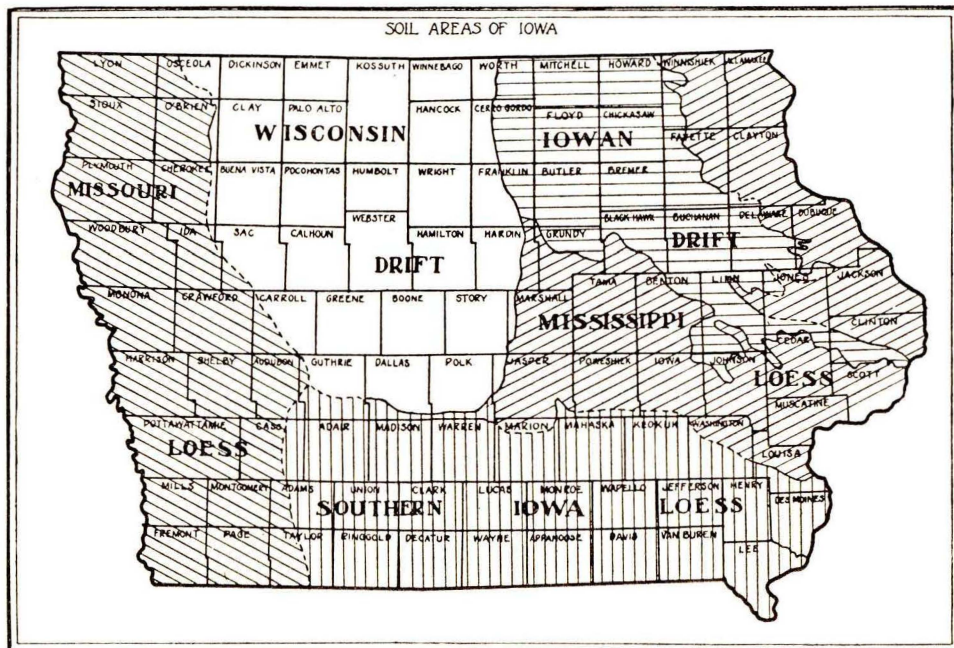 SOIL AREAS OF IOWA
LYON OSCEOLA DICKINSON EMMET KOSSUTH WINNEBAGO WORTH MITCHELL HOWARD WINNESHIEK ALLAMAKEE
SIOUX O'BRIEN CLAY PALO ALTO HANCOCK CERRO GORDO FLOYD CHICKASAW
WISCONSIN IOWAN
FAYETTE CLAYTON
PLYMOUTH CHEROKEE BUENA VISTA POCOHONTAS HUMBOLT WRIGHT FRANKLIN BUTLER BREMER
MISSOURI
WEBSTER BLACK HAWK BUCHANAN DELAWARE DUBUQUE
WOODBURY IDA SAC CALHOUN HAMILTON HARDIN GRUNDY
DRIFT DRIFT
MONONA CRAWFORD CARROLL GREENE BOONE STORY MARSHALL TAMA BENTON LINN JONES JACKSON
MISSISSIPPI
CLINTON
CEDAR
HARRISON SHELBY AUDUBON GUTHRIE DALLAS POLK JASPER POWESHIEK IOWA JOHNSON SCOTT
LOESS
MUSCATINE
POTTAWATTAMIE CASS ADAIR MADISON WARREN MARION MAHASKA KEOKUK WASHINGTON
LOESS
LOUISA
MILLS MONTGOMERY ADAMS UNION CLARK LUCAS MONROE WAPELLO JEFFERSON HENRY DES MOINES
SOUTHERN IOWA LOESS
FREMONT PAGE TAYLOR RINGGOLD DECATUR WAYNE APPANOOSE DAVIS VAN BUREN
LEE